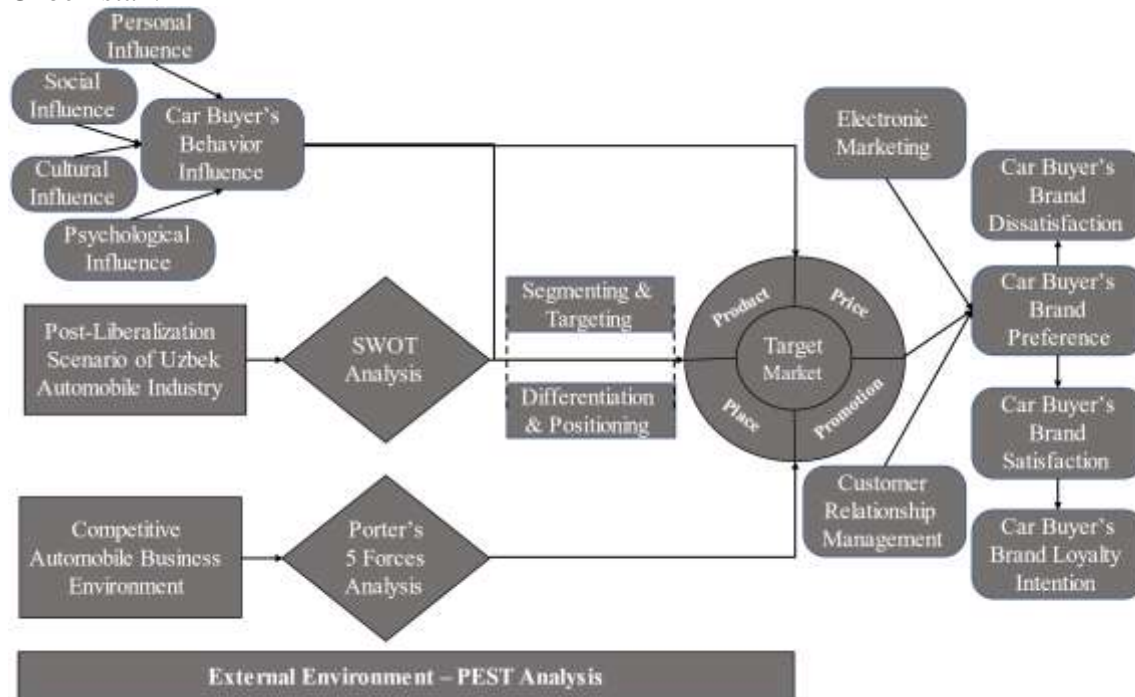 Personal
Influence
Social
Influence
Car Buyer's
Behavior
Influence
Cultural
Influence
Psychological
Influence
Electronic
Marketing
Car Buyer's
Brand
Dissatisfaction
Post-Liberalization
Scenario of Uzbek
Automobile Industry
SWOT
Analysis
Segmenting &
Targeting
Differentiation
& Positioning
Product
Price
Target
Market
Place
Promotion
Car Buyer's
Brand
Preference
Car Buyer's
Brand
Satisfaction
Competitive
Automobile Business
Environment
Porter's
5 Forces
Analysis
Customer
Relationship
Management
Car Buyer's
Brand Loyalty
Intention
External Environment – PEST Analysis